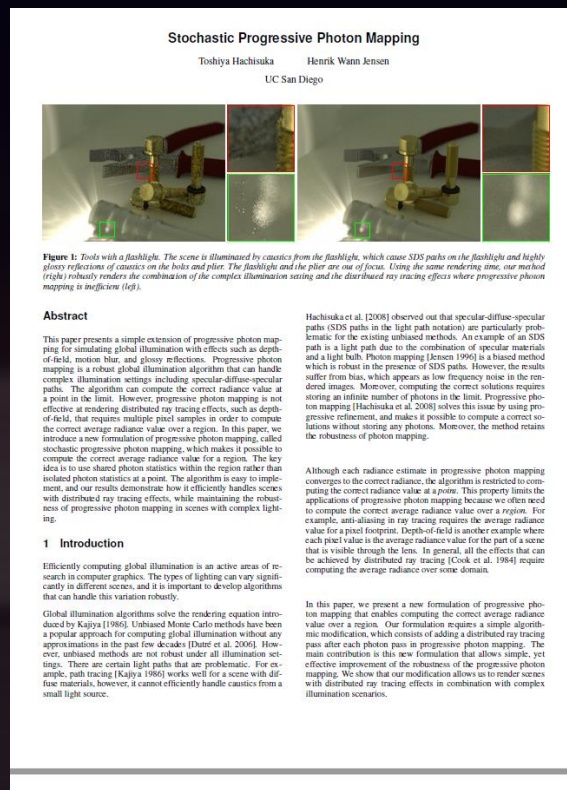 Stochastic Progressive Photon Mapping
Toshiya Hachisuka Henrik Wann Jensen
UC San Diego
Figure 1: Tools with a flashlight. The scene is illuminated by caustics from the flashlight, which cause SDS paths on the flashlight and highly
glossy reflections of caustics on the bolts and plier. The flashlight and the plier are out of focus. Using the same rendering time, our method
(right) robustly renders the combination of the complex illumination setting and the distributed ray tracing effects where progressive photon
mapping is inefficient (left).
Abstract
This paper presents a simple extension of progressive photon map-
ping for simulating global illumination with effects such as depth-
of-field, motion blur, and glossy reflections. Progressive photon
mapping is a robust global illumination algorithm that can handle
complex illumination settings including specular-diffuse-specular
paths. The algorithm can compute the correct radiance value at
a point in the limit. However, progressive photon mapping is not
effective at rendering distributed ray tracing effects, such as depth-
of-field, that requires multiple pixel samples in order to compute
the correct average radiance value over a region. In this paper, we
introduce a new formulation of progressive photon mapping, called
stochastic progressive photon mapping, which makes it possible to
compute the correct average radiance value for a region. The key
idea is to use shared photon statistics within the region rather than
isolated photon statistics at a point. The algorithm is easy to imple-
ment, and our results demonstrate how it efficiently handles scenes
with distributed ray tracing effects, while maintaining the robust-
ness of progressive photon mapping in scenes with complex light-
ing.
1 Introduction
Efficiently computing global illumination is an active areas of re-
search in computer graphics. The types of lighting can vary signifi-
cantly in different scenes, and it is important to develop algorithms
that can handle this variation robustly.
Global illumination algorithms solve the rendering equation intro-
duced by Kajiya [1986]. Unbiased Monte Carlo methods have been
a popular approach for computing global illumination without any
approximations in the past few decades [Dutré et al. 2006]. How-
ever, unbiased methods are not robust under all illumination set-
tings. There are certain light paths that are problematic. For ex-
ample, path tracing [Kajiya 1986] works well for a scene with dif-
fuse materials, however, it cannot efficiently handle caustics from a
small light source.
Hachisuka et al. [2008] observed out that specular-diffuse-specular
paths (SDS paths in the light path notation) are particularly prob-
lematic for the existing unbiased methods. An example of an SDS
path is a light path due to the combination of specular materials
and a light bulb. Photon mapping [Jensen 1996] is a biased method
which is robust in the presence of SDS paths. However, the results
suffer from bias, which appears as low frequency noise in the ren-
dered images. Moreover, computing the correct solutions requires
storing an infinite number of photons in the limit. Progressive pho-
ton mapping [Hachisuka et al. 2008] solves this issue by using pro-
gressive refinement, and makes it possible to compute a correct so-
lutions without storing any photons. Moreover, the method retains
the robustness of photon mapping.
Although each radiance estimate in progressive photon mapping
converges to the correct radiance, the algorithm is restricted to com-
puting the correct radiance value at a point. This property limits the
applications of progressive photon mapping because we often need
to compute the correct average radiance value over a region. For
example, anti-aliasing in ray tracing requires the average radiance
value for a pixel footprint. Depth-of-field is another example where
each pixel value is the average radiance value for the part of a scene
that is visible through the lens. In general, all the effects that can
be achieved by distributed ray tracing [Cook et al. 1984] require
computing the average radiance over some domain.
In this paper, we present a new formulation of progressive pho-
ton mapping that enables computing the correct average radiance
value over a region. Our formulation requires a simple algorith-
mic modification, which consists of adding a distributed ray tracing
pass after each photon pass in progressive photon mapping. The
main contribution is this new formulation that allows simple, yet
effective improvement of the robustness of the progressive photon
mapping. We show that our modification allows us to render scenes
with distributed ray tracing effects in combination with complex
illumination scenarios.